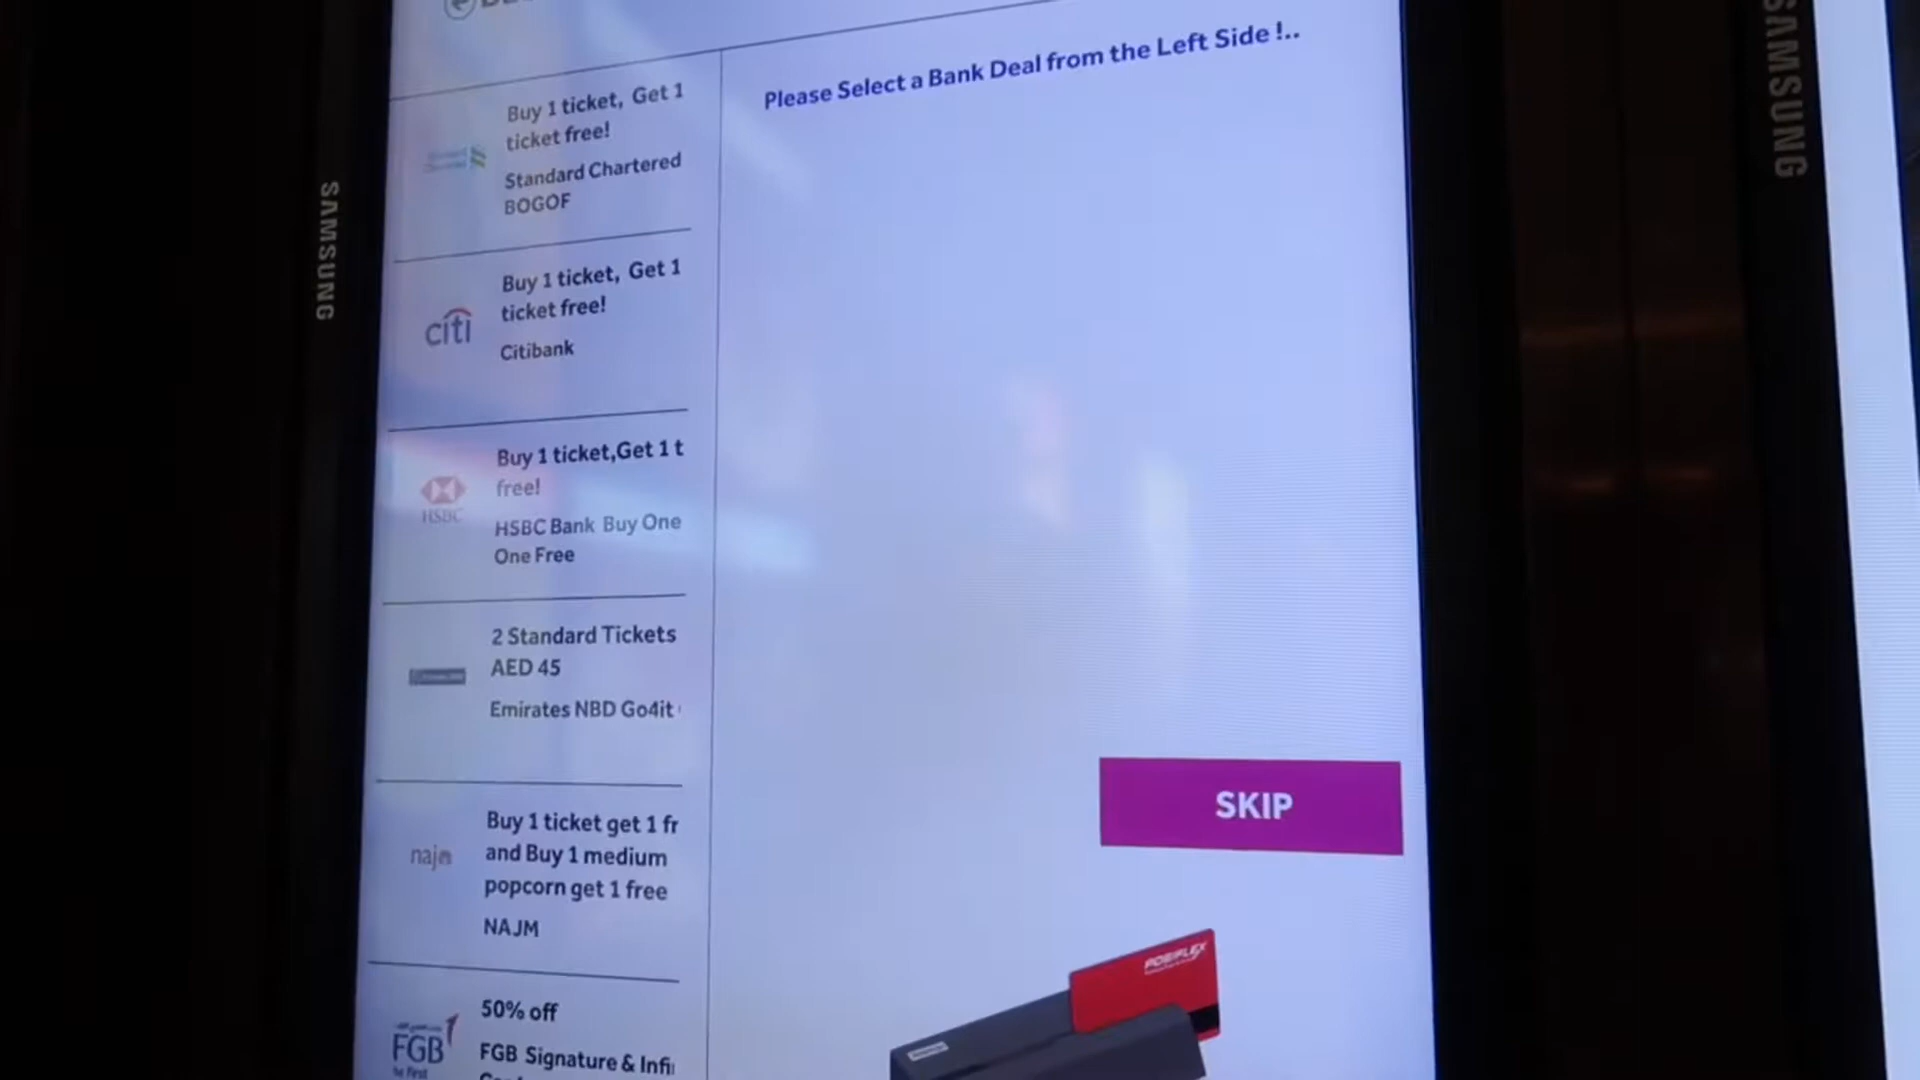 Please Select a Bank Deal from the Left Side !..
Buy 1 ticket, Get 1
ticket free!
Standard Chartered
BOGOF
citi
Buy 1 ticket, Get 1
ticket free!
Citibank
HSBC
Buy 1 ticket,Get 1 t
free!
HSBC Bank Buy One
One Free
2 Standard Tickets
AED 45
Emirates NBD Go4it
najm
Buy 1 ticket get 1 fr
and Buy 1 medium
popcorn get 1 free
NAJM
FGB
50% off
FGB Signature & Infi
SKIP
POSIFLEX
SAMSUNG
SAMSUNG